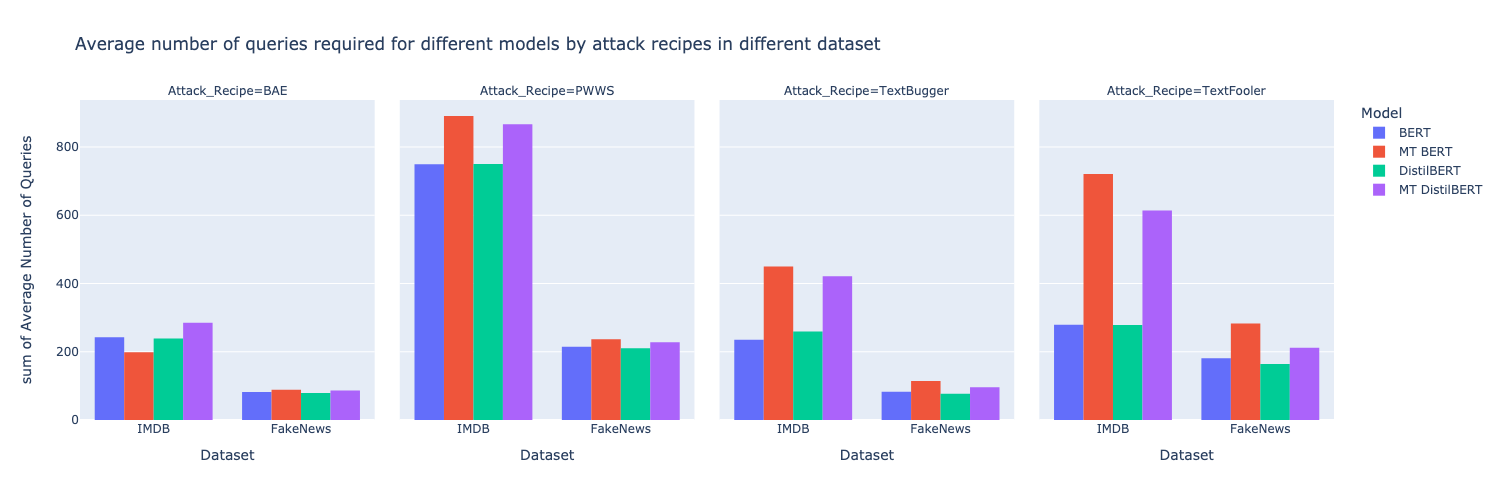 Average number of queries required for different models by attack recipes in different dataset
Attack_Recipe=BAE
Attack_Recipe=PWWS
Attack_Recipe=TextBugger
Attack_Recipe=TextFooler
Model
BERT
MT BERT
DistilBERT
MT DistilBERT
sum of Average Number of Queries
800
600
400
200
0
IMDB
FakeNews
IMDB
FakeNews
IMDB
FakeNews
IMDB
FakeNews
Dataset
Dataset
Dataset
Dataset